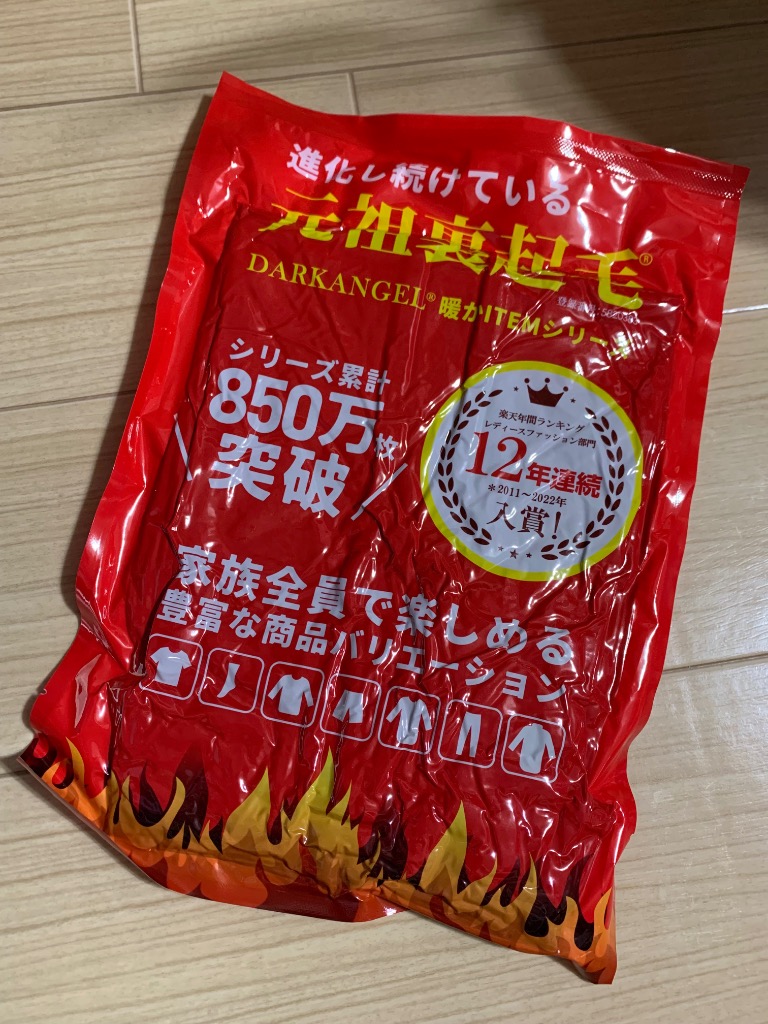 進化し続けている
元祖裏起毛®
DARKANGEL® 暖かITEMシリーズ
シリーズ累計
850万枚
突破
楽天年間ランキング
レディースファッション部門
12年連続
＊2011～2022年
入賞!
家族全員で楽しめる
豊富な商品バリエーション